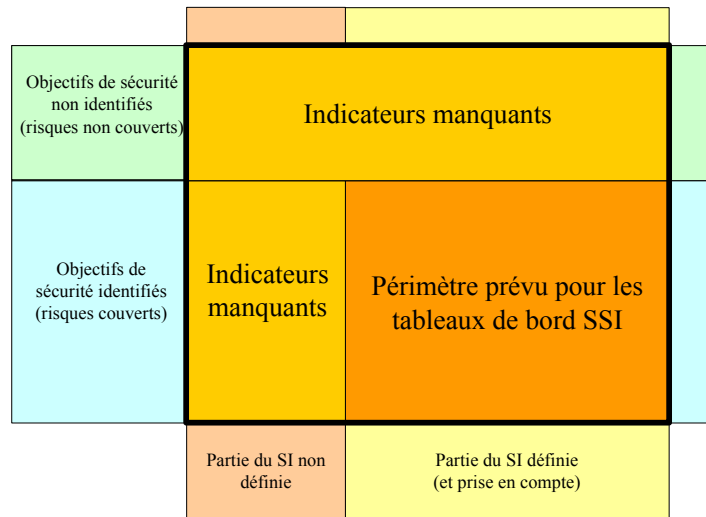 Objectifs de sécurité
non identifiés
(risques non couverts)
Indicateurs manquants
Objectifs de
sécurité identifiés
(risques couverts)
Indicateurs
manquants
Périmètre prévu pour les
tableaux de bord SSI
Partie du SI non
définie
Partie du SI définie
(et prise en compte)